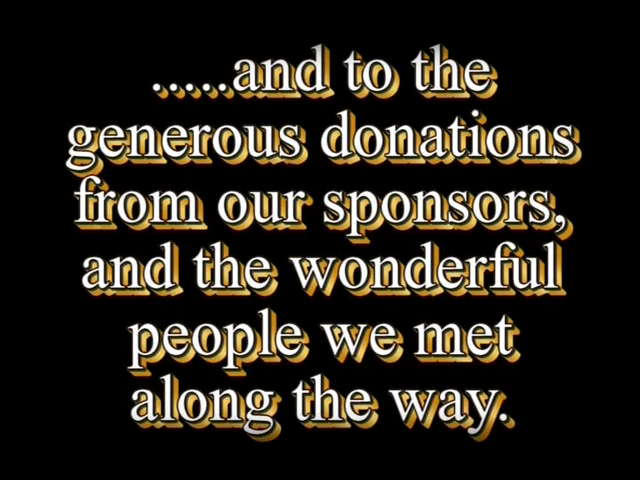 .....and to the
generous donations
from our sponsors,
and the wonderful
people we met
along the way.